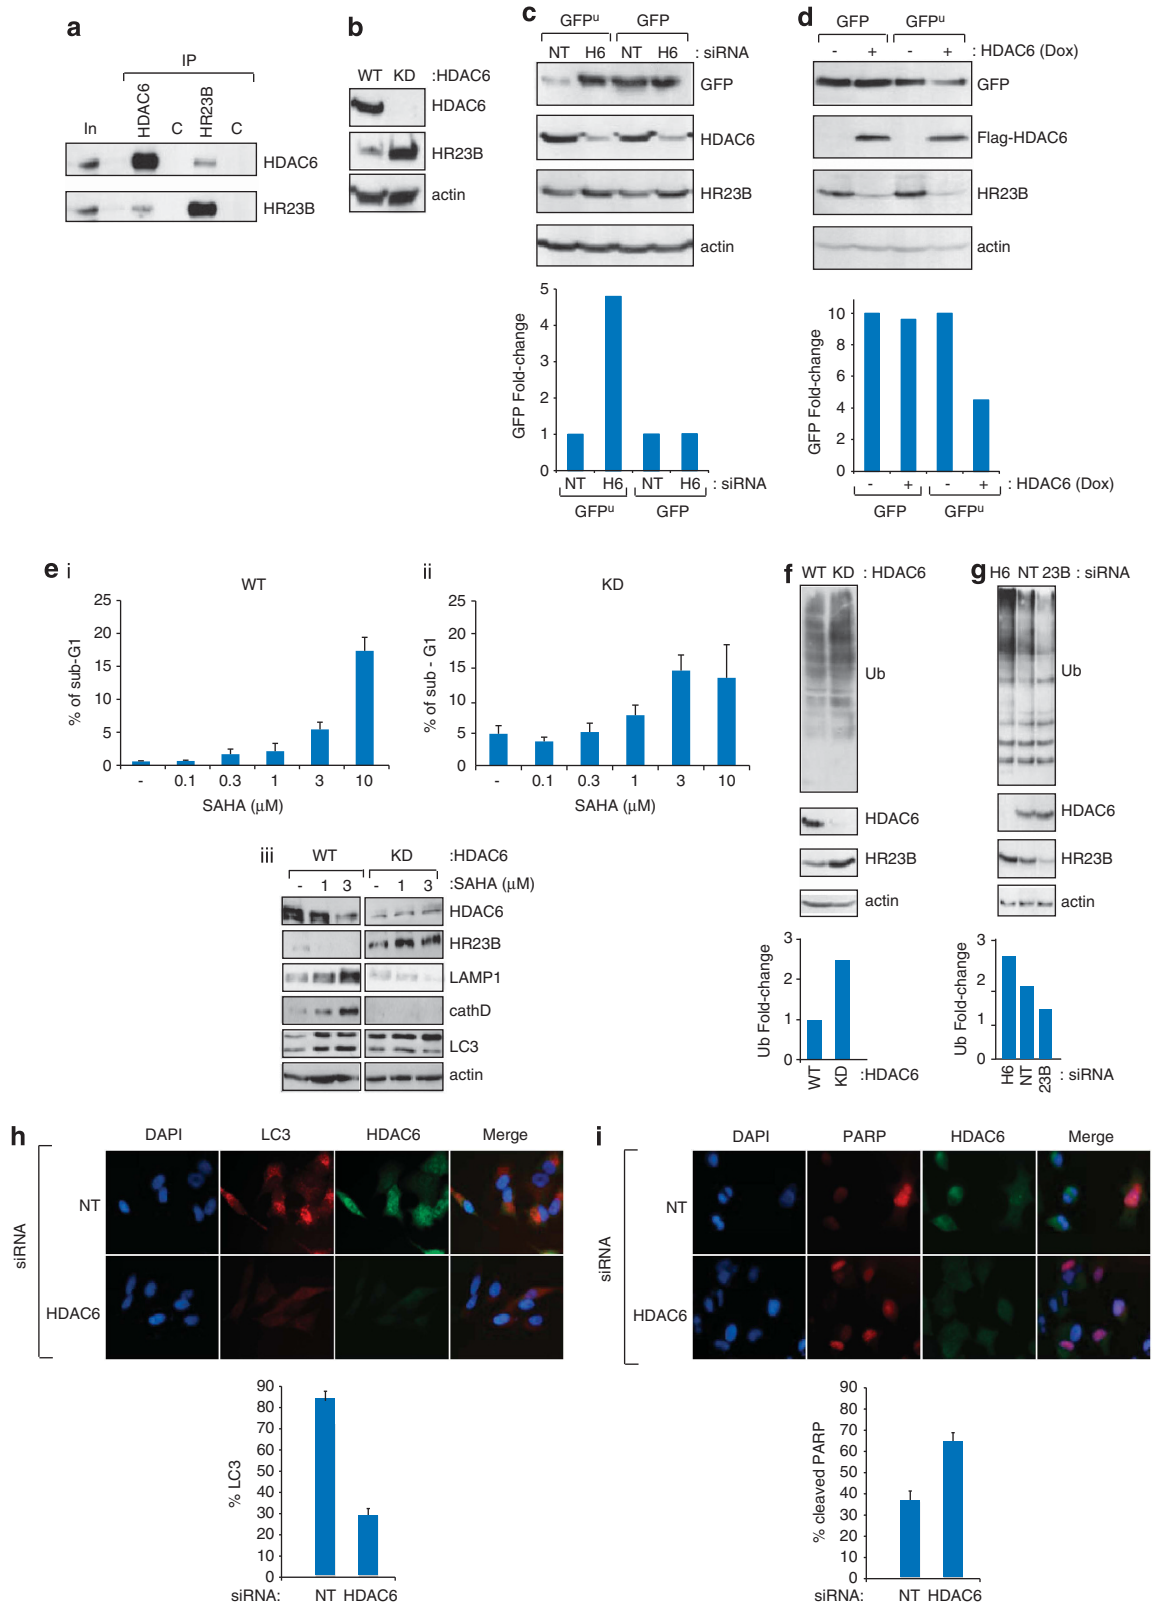 a
IP
In
HDAC6
C
HR23B
C
HDAC6
HR23B
b
WT KD :HDAC6
HDAC6
HR23B
actin
c
GFPᵘ GFP
NT H6 NT H6 : siRNA
GFP
HDAC6
HR23B
actin
5
4
3
2
1
0
GFP Fold-change
NT H6 NT H6 : siRNA
GFPᵘ GFP
d
GFP GFPᵘ
- + - + : HDAC6 (Dox)
GFP
Flag-HDAC6
HR23B
actin
10
8
6
4
2
0
GFP Fold-change
- + - + : HDAC6 (Dox)
GFP GFPᵘ
e i
WT
25
20
15
10
5
0
% of sub-G1
- 0.1 0.3 1 3 10
SAHA (μM)
ii
KD
25
20
15
10
5
0
% of sub - G1
- 0.1 0.3 1 3 10
SAHA (μM)
iii
WT KD :HDAC6
- 1 3 - 1 3 :SAHA (μM)
HDAC6
HR23B
LAMP1
cathD
LC3
actin
f
WT KD : HDAC6
Ub
HDAC6
HR23B
actin
3
2
1
0
Ub Fold-change
WT KD :HDAC6
g
H6 NT 23B : siRNA
Ub
HDAC6
HR23B
actin
3
2
1
0
Ub Fold-change
H6 NT 23B : siRNA
h
DAPI LC3 HDAC6 Merge
siRNA
NT
HDAC6
90
80
70
60
50
40
30
20
10
0
% LC3
siRNA: NT HDAC6
i
DAPI PARP HDAC6 Merge
siRNA
NT
HDAC6
90
80
70
60
50
40
30
20
10
0
% cleaved PARP
siRNA: NT HDAC6